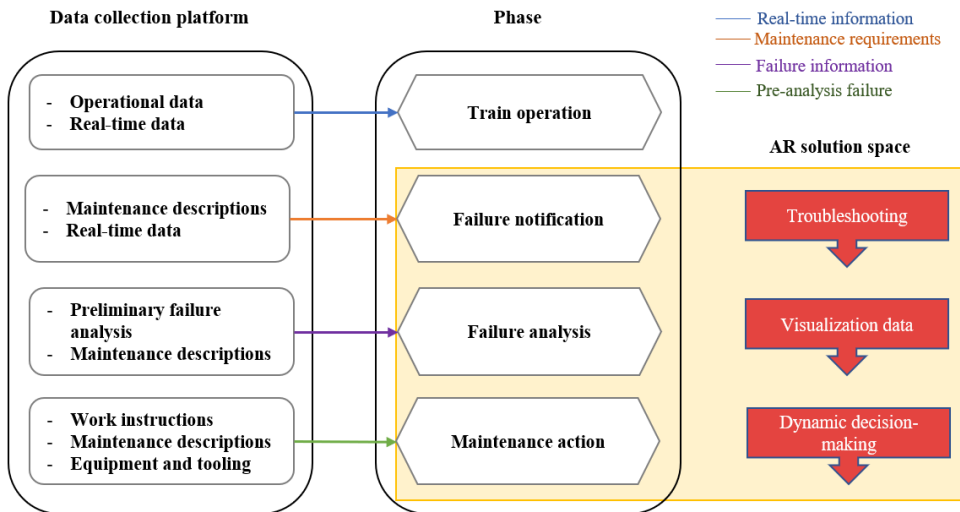 Data collection platform
Phase
Real-time information
Maintenance requirements
Failure information
Pre-analysis failure
AR solution space
- Operational data
- Real-time data
Train operation
- Maintenance descriptions
- Real-time data
Failure notification
Troubleshooting
- Preliminary failure
analysis
- Maintenance descriptions
Failure analysis
Visualization data
- Work instructions
- Maintenance descriptions
- Equipment and tooling
Maintenance action
Dynamic decision-
making